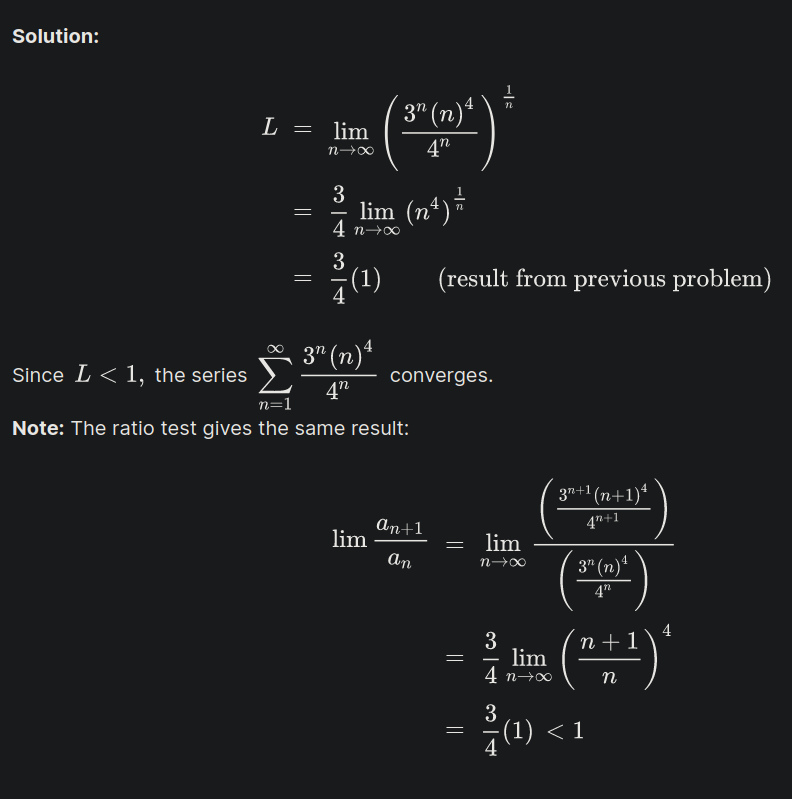 Solution:
L = lim_{n→∞} (3^n (n)^4 / 4^n)^{1/n}
= 3/4 lim_{n→∞} (n^4)^{1/n}
= 3/4 (1) (result from previous problem)
Since L < 1, the series ∑_{n=1}^{∞} 3^n (n)^4 / 4^n converges.
Note: The ratio test gives the same result:
lim a_{n+1} / a_n = lim_{n→∞} (3^{n+1} (n+1)^4 / 4^{n+1}) / (3^n (n)^4 / 4^n)
= 3/4 lim_{n→∞} ((n + 1) / n)^4
= 3/4 (1) < 1